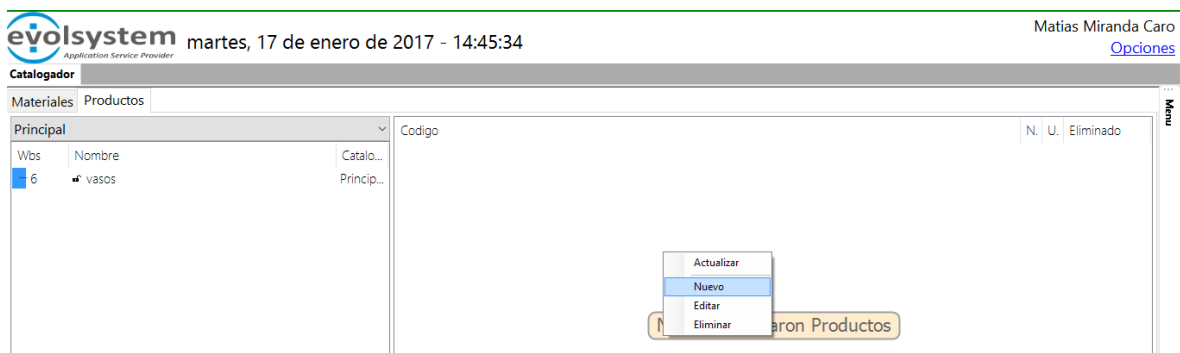 evolsystem
Application Service Provider
martes, 17 de enero de 2017 - 14:45:34
Matias Miranda Caro
Opciones
Catalogador
Materiales Productos
Menu
Principal
Codigo N. U. Eliminado
Wbs Nombre Catalo...
6 vasos Princip...
Actualizar
Nuevo
Editar
Eliminar
Productos